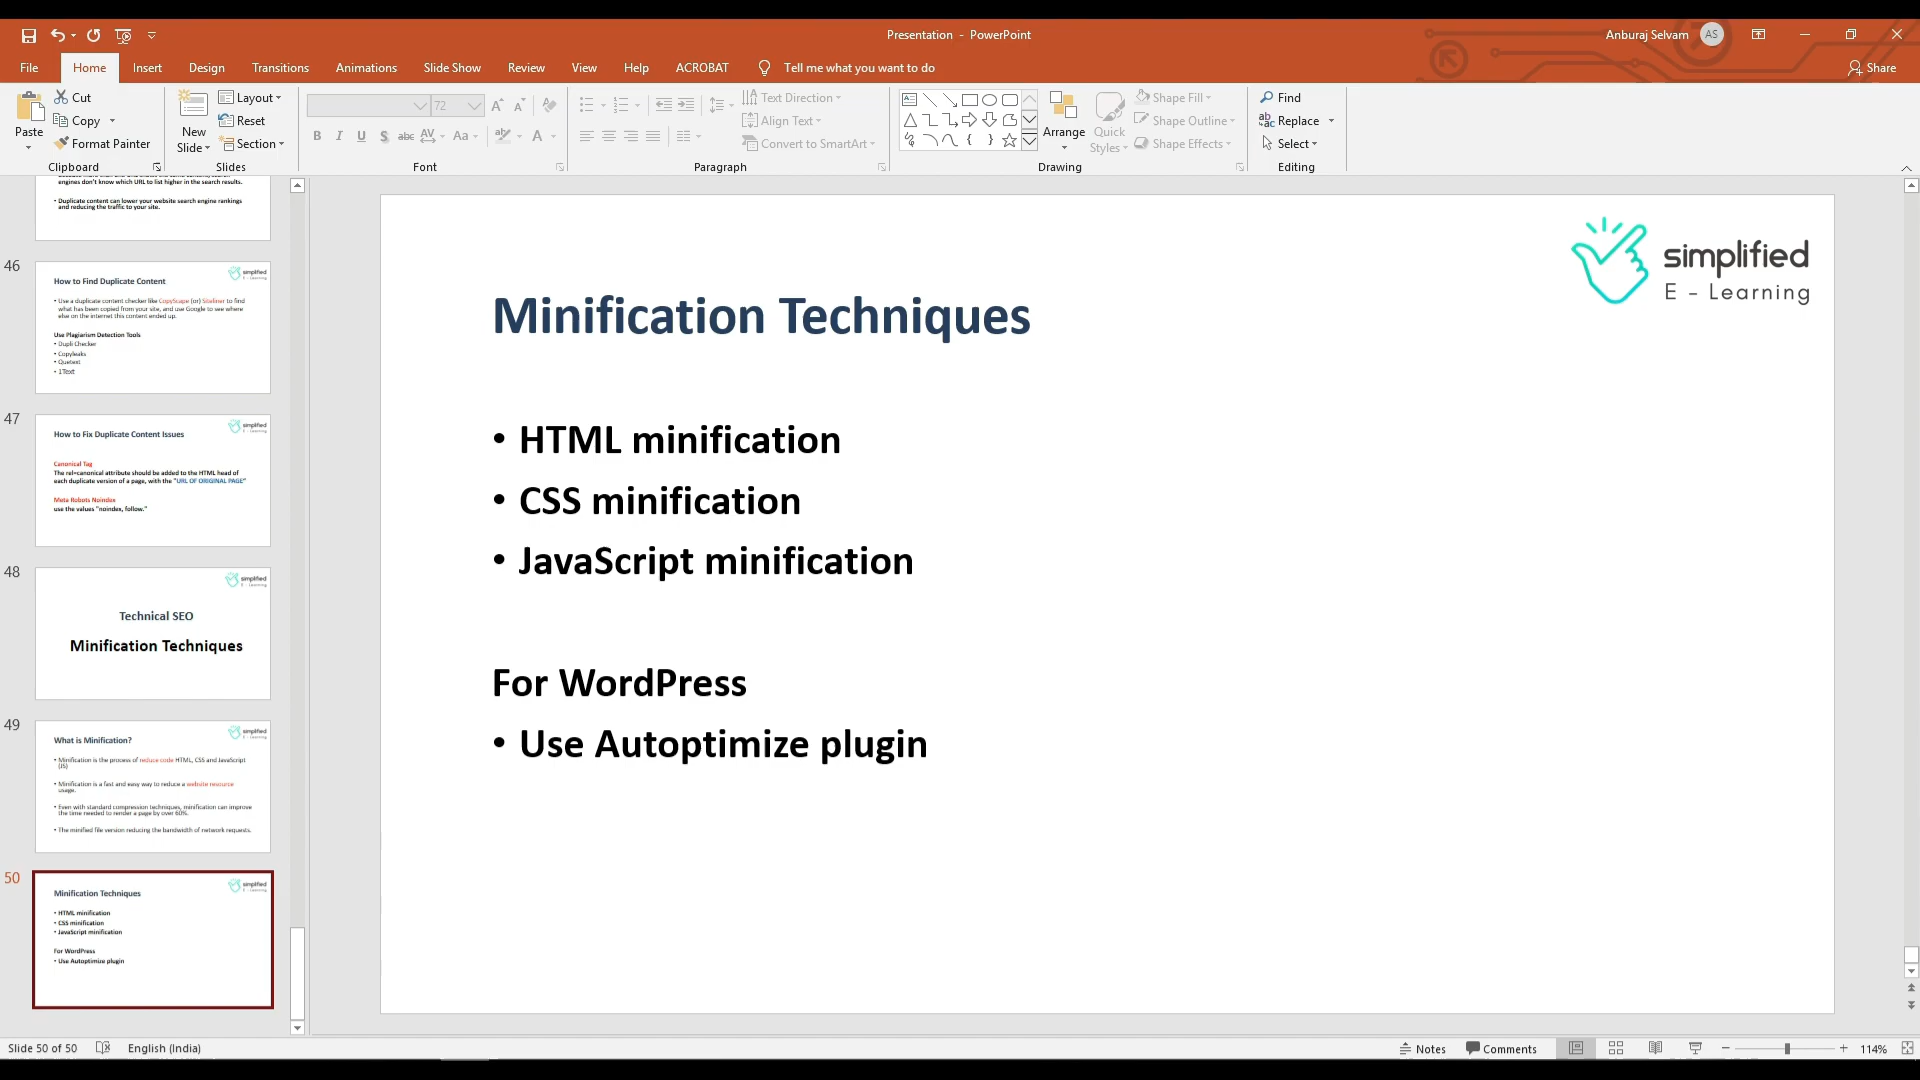 Presentation - PowerPoint
Anburaj Selvam AS
File Home Insert Design Transitions Animations Slide Show Review View Help ACROBAT Tell me what you want to do Share
Paste
Cut
Copy
Format Painter
Clipboard
New Slide
Layout
Reset
Section
Slides
72
B I U S abc AV Aa A
Font
Text Direction
Align Text
Convert to SmartArt
Paragraph
Arrange
Quick Styles
Shape Fill
Shape Outline
Shape Effects
Drawing
Find
Replace
Select
Editing
engines don't know which URL to list higher in the search results.
• Duplicate content can lower your website search engine rankings
and reducing the traffic to your site.
46
simplified
E - Learning
How to Find Duplicate Content
• Use a duplicate content checker like CopyScape (or) Siteliner to find
what has been copied from your site, and use Google to see where
else on the internet this content ended up.
Use Plagiarism Detection Tools
• Dupli Checker
• Copyleaks
• Quetext
• 1Text
47
simplified
E - Learning
How to Fix Duplicate Content Issues
Canonical Tag
The rel=canonical attribute should be added to the HTML head of
each duplicate version of a page, with the "URL OF ORIGINAL PAGE"
Meta Robots Noindex
use the values "noindex, follow."
48
simplified
E - Learning
Technical SEO
Minification Techniques
49
simplified
E - Learning
What is Minification?
• Minification is the process of reduce code HTML, CSS and JavaScript
(JS)
• Minification is a fast and easy way to reduce a website resource
usage.
• Even with standard compression techniques, minification can improve
the time needed to render a page by over 60%.
• The minified file version reducing the bandwidth of network requests.
50
simplified
E - Learning
Minification Techniques
• HTML minification
• CSS minification
• JavaScript minification
For WordPress
• Use Autoptimize plugin
simplified
E - Learning
Minification Techniques
• HTML minification
• CSS minification
• JavaScript minification
For WordPress
• Use Autoptimize plugin
Slide 50 of 50 English (India) Notes Comments 114%